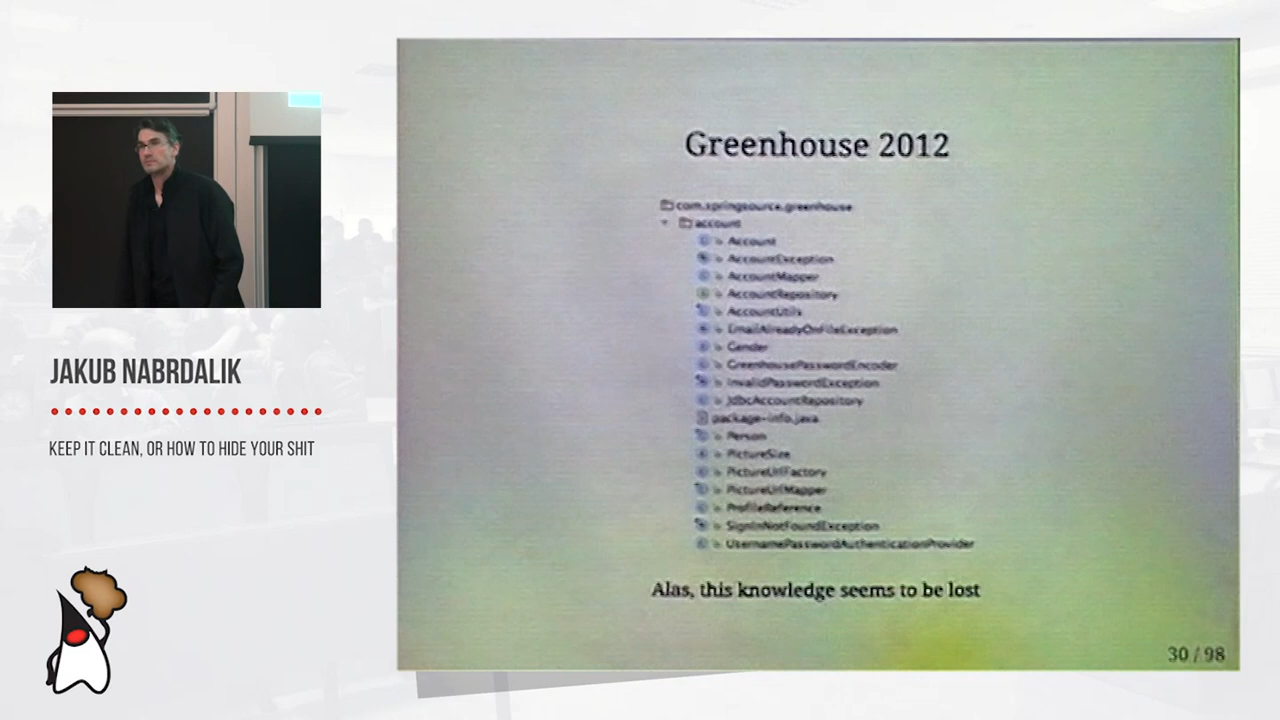 JAKUB NABRDALIK
KEEP IT CLEAN, OR HOW TO HIDE YOUR SHIT
Greenhouse 2012
com.springsource.greenhouse
account
Account
AccountException
AccountMapper
AccountRepository
AccountUtils
EmailAlreadyOnFileException
Gender
GreenhousePasswordEncoder
InvalidPasswordException
JdbcAccountRepository
package-info.java
Person
PictureSize
PictureUrlFactory
PictureUrlMapper
ProfileReference
SignInNotFoundException
UsernamePasswordAuthenticationProvider
Alas, this knowledge seems to be lost
30 / 98